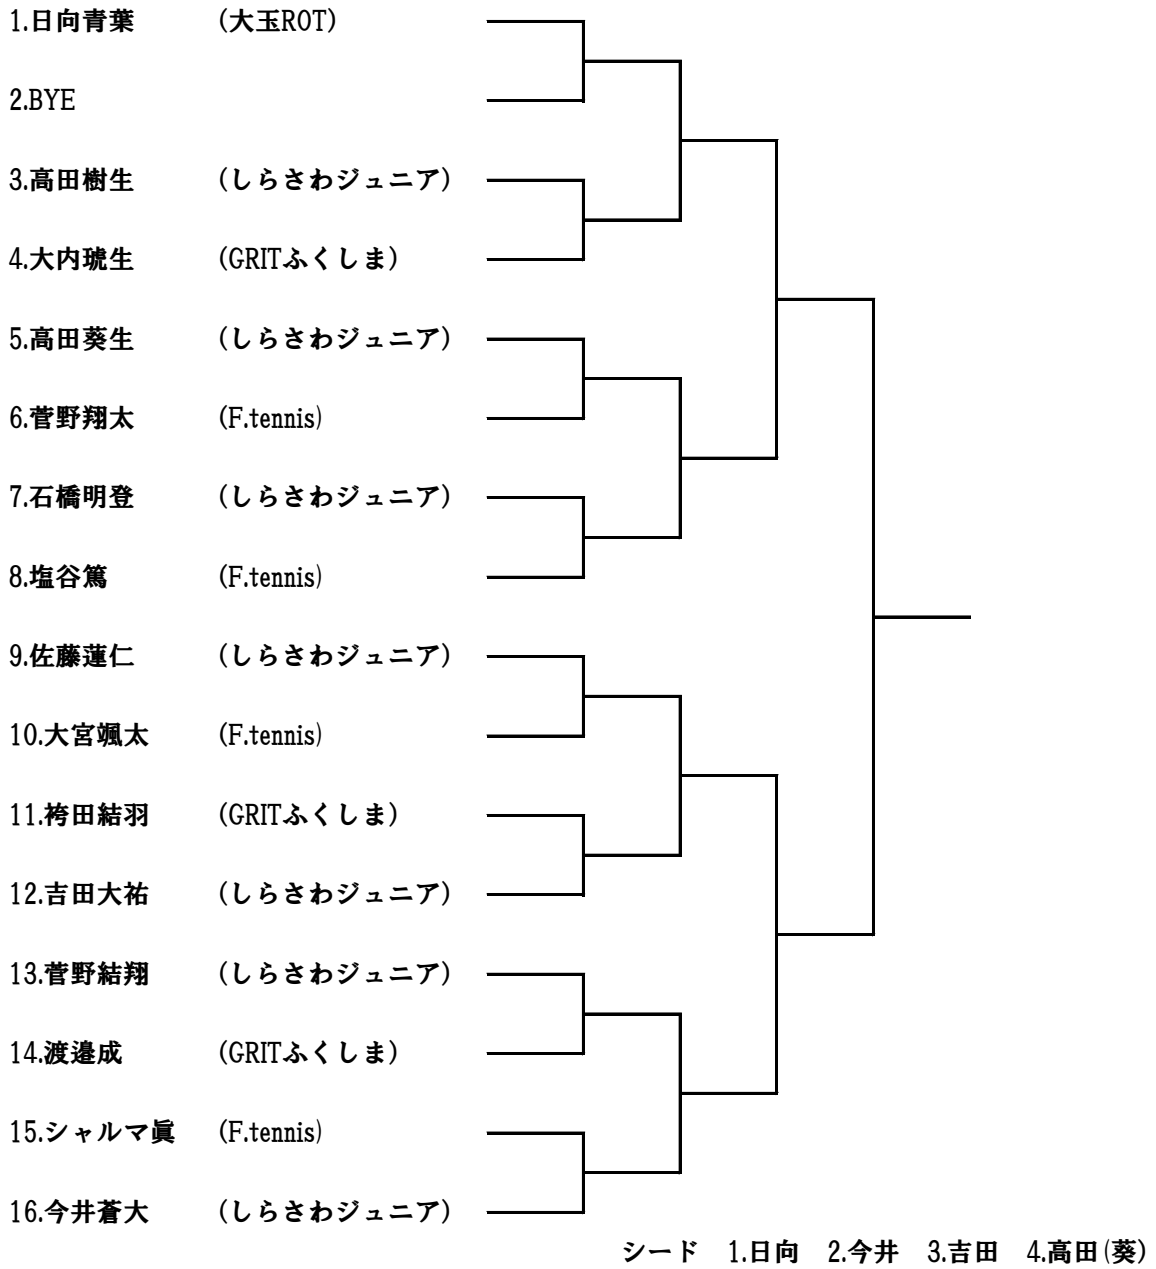 1.日向青葉 (大玉ROT)
2.BYE
3.高田樹生 (しらさわジュニア)
4.大内琥生 (GRITふくしま)
5.高田葵生 (しらさわジュニア)
6.菅野翔太 (F.tennis)
7.石橋明登 (しらさわジュニア)
8.塩谷篤 (F.tennis)
9.佐藤蓮仁 (しらさわジュニア)
10.大宮颯太 (F.tennis)
11.袴田結羽 (GRITふくしま)
12.吉田大祐 (しらさわジュニア)
13.菅野結翔 (しらさわジュニア)
14.渡邉成 (GRITふくしま)
15.シャルマ眞 (F.tennis)
16.今井蒼大 (しらさわジュニア)
シード 1.日向 2.今井 3.吉田 4.高田(葵)